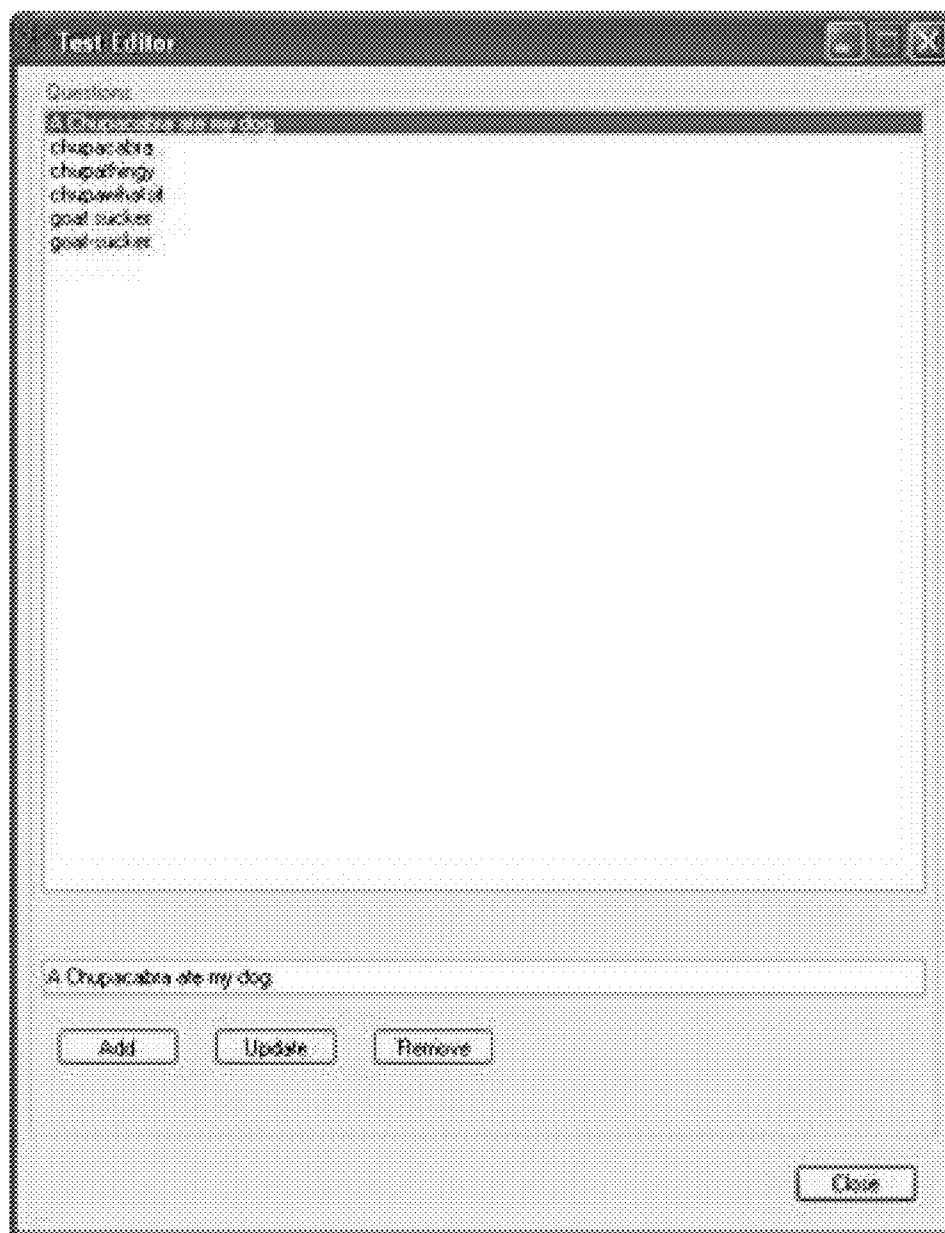 Test Editor
Questions
A Chupacabra ate my dog
chupacabra
chupathingy
chupawhatsit
goat sucker
goat-sucker
A Chupacabra ate my dog
Add
Update
Remove
Close